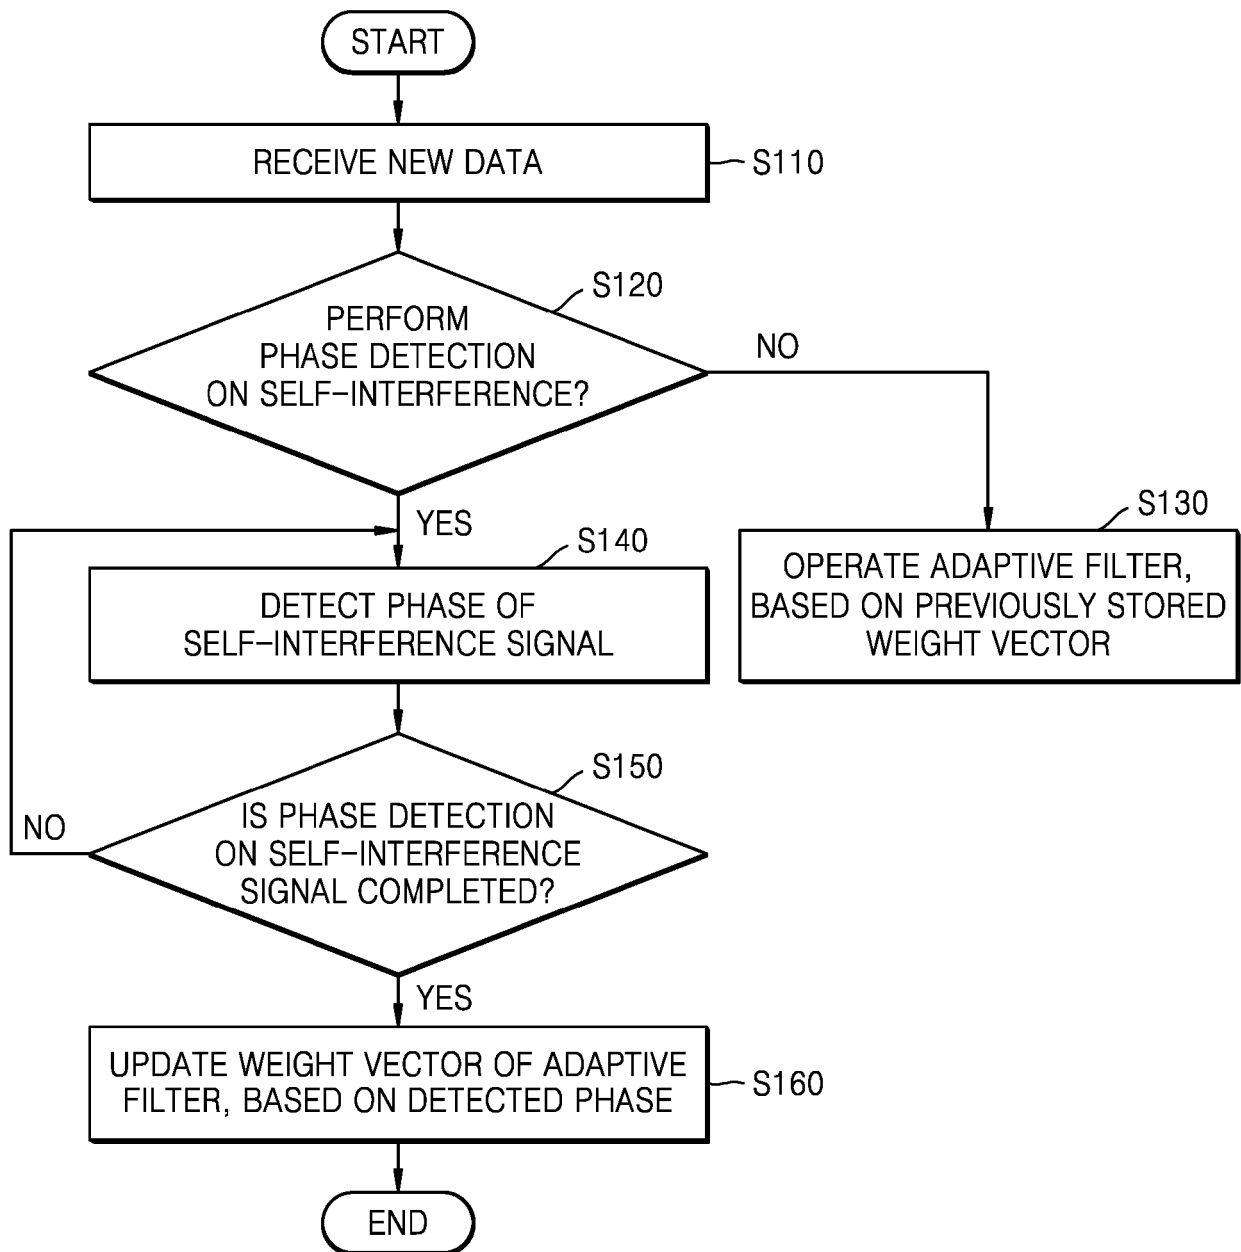 START
RECEIVE NEW DATA
S110
S120
PERFORM
PHASE DETECTION
ON SELF-INTERFERENCE?
NO
YES
S130
OPERATE ADAPTIVE FILTER,
BASED ON PREVIOUSLY STORED
WEIGHT VECTOR
S140
DETECT PHASE OF
SELF-INTERFERENCE SIGNAL
S150
IS PHASE DETECTION
ON SELF-INTERFERENCE
SIGNAL COMPLETED?
NO
YES
UPDATE WEIGHT VECTOR OF ADAPTIVE
FILTER, BASED ON DETECTED PHASE
S160
END